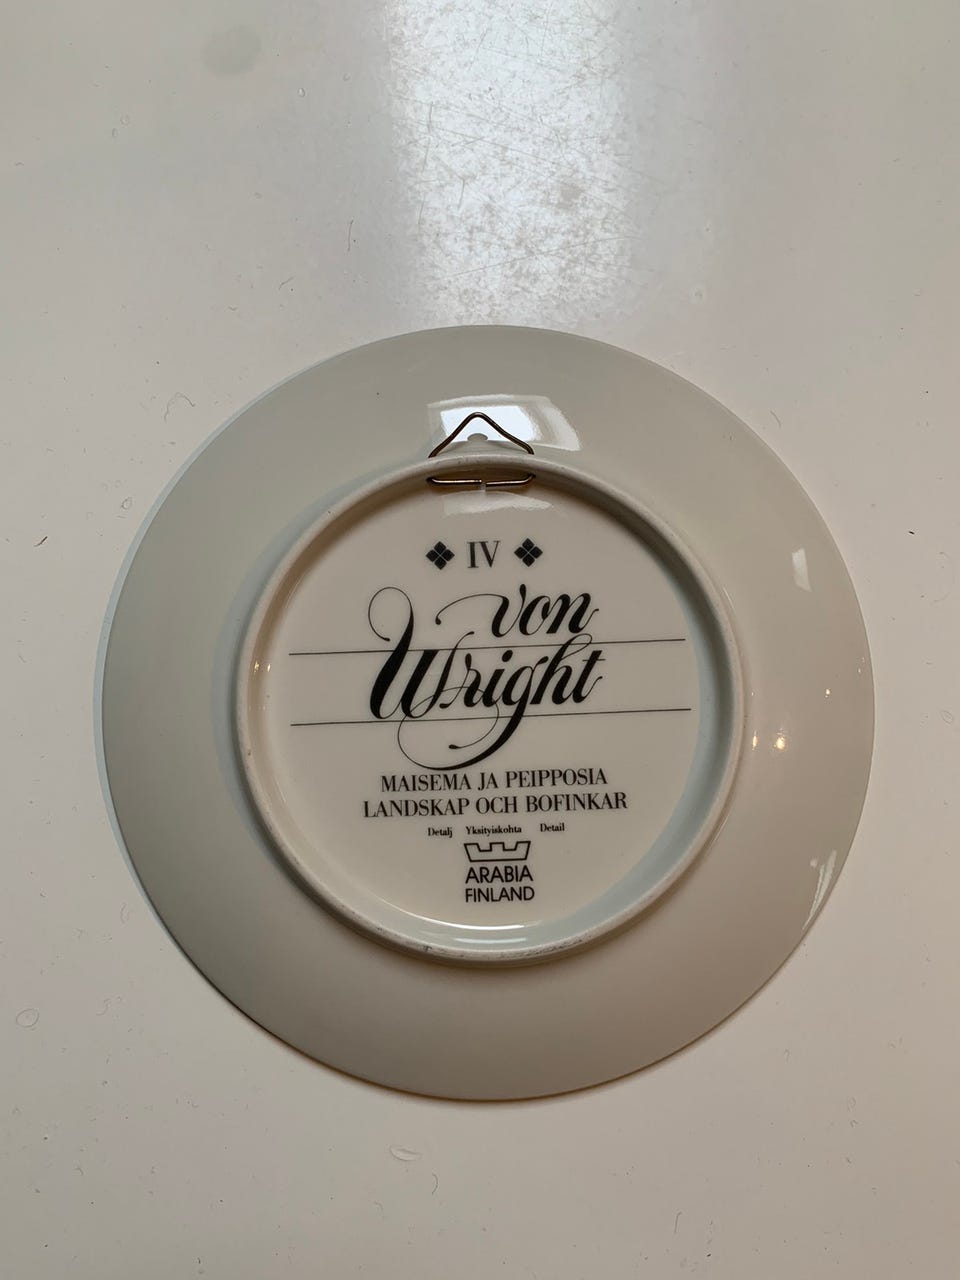 IV
von
Wright
MAISEMA JA PEIPPOSIA
LANDSKAP OCH BOFINKAR
Detalj Yksityiskohta Detail
ARABIA
FINLAND